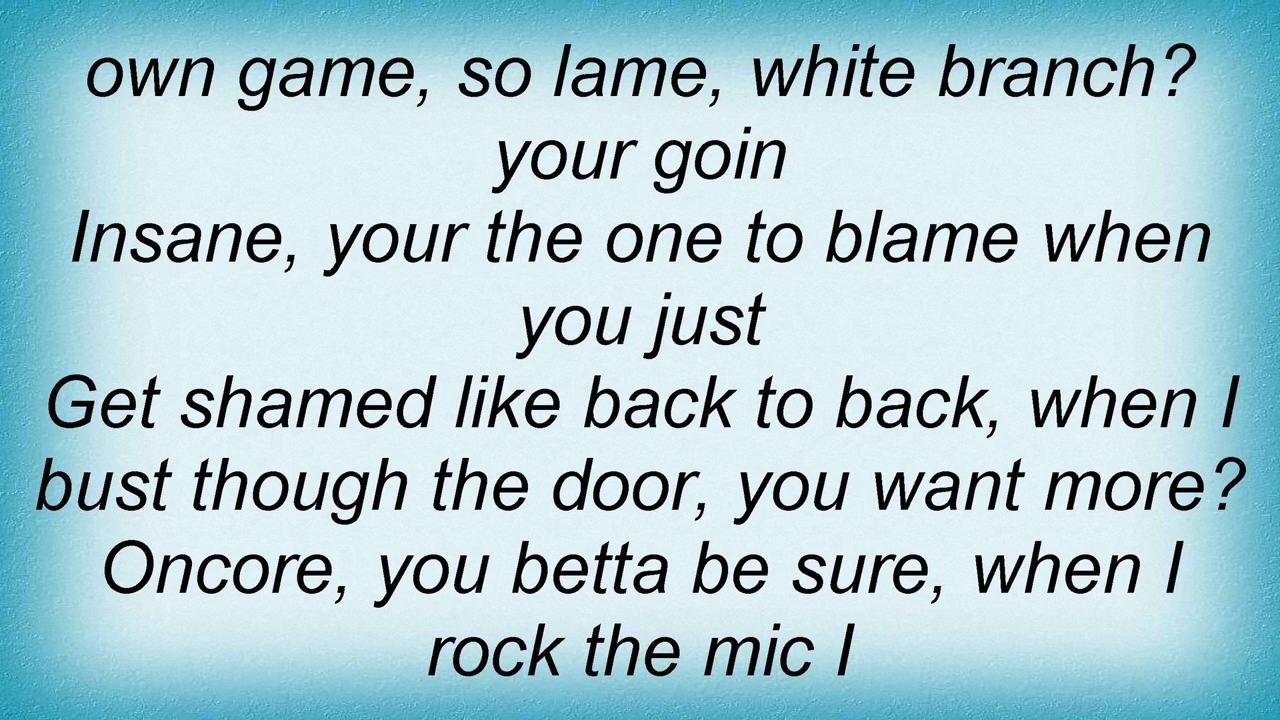 own game, so lame, white branch?
your goin
Insane, your the one to blame when
you just
Get shamed like back to back, when I
bust though the door, you want more?
Oncore, you betta be sure, when I
rock the mic I